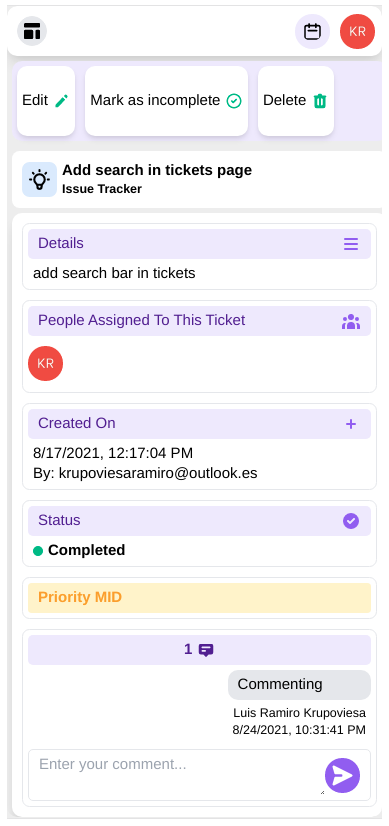 KR
Edit
Mark as incomplete
Delete
Add search in tickets page
Issue Tracker
Details
add search bar in tickets
People Assigned To This Ticket
KR
Created On
8/17/2021, 12:17:04 PM
By: krupoviesaramiro@outlook.es
Status
Completed
Priority MID
1
Commenting
Luis Ramiro Krupoviesa
8/24/2021, 10:31:41 PM
Enter your comment...